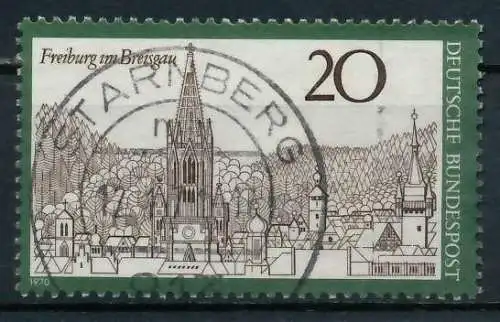 Freiburg im Breisgau
20
DEUTSCHE BUNDESPOST
STARNBERG
1970